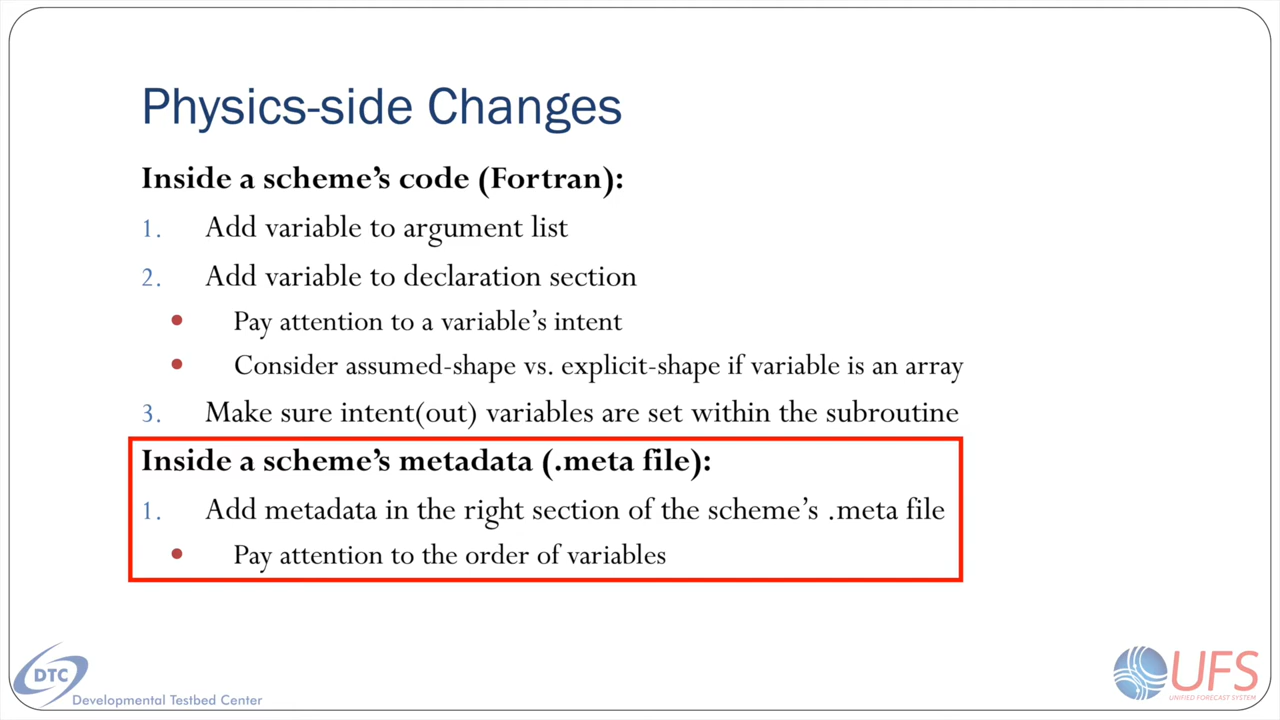 Physics-side Changes
Inside a scheme's code (Fortran):
1. Add variable to argument list
2. Add variable to declaration section
• Pay attention to a variable's intent
• Consider assumed-shape vs. explicit-shape if variable is an array
3. Make sure intent(out) variables are set within the subroutine
Inside a scheme's metadata (.meta file):
1. Add metadata in the right section of the scheme's .meta file
• Pay attention to the order of variables
DTC
Developmental Testbed Center
UFS
UNIFIED FORECAST SYSTEM